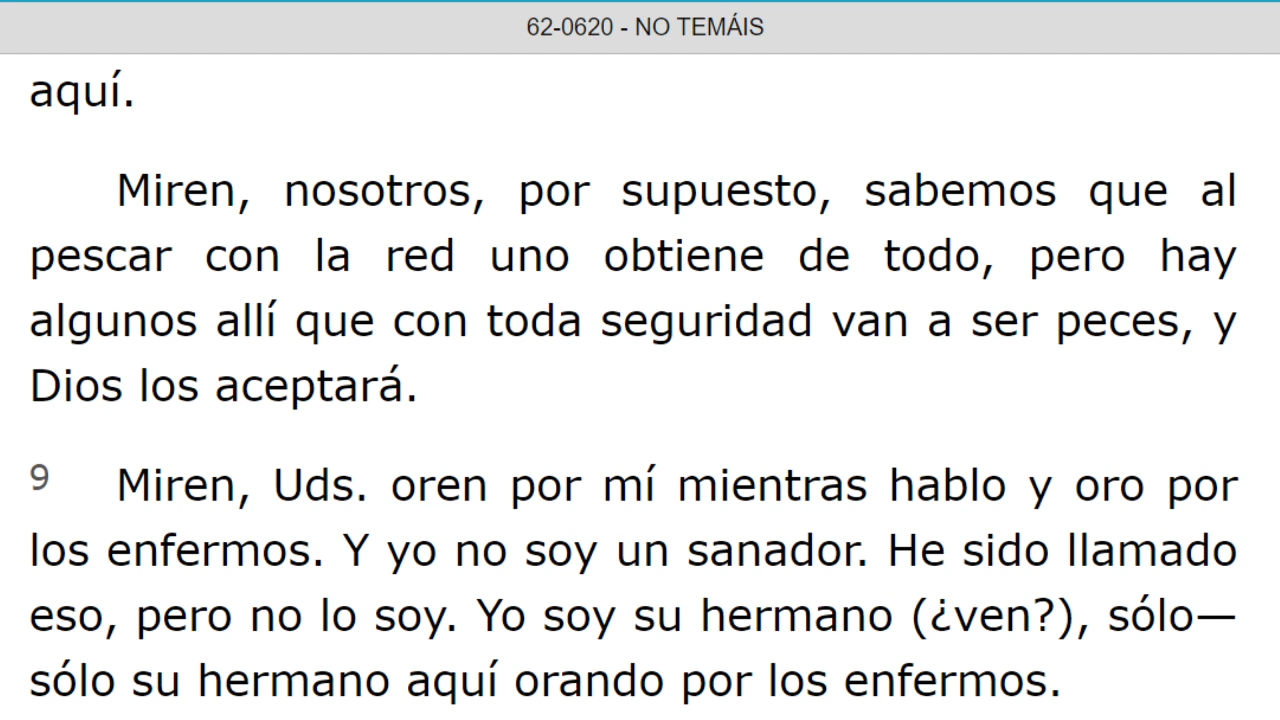 62-0620 - NO TEMÁIS
aquí.
Miren, nosotros, por supuesto, sabemos que al
pescar con la red uno obtiene de todo, pero hay
algunos allí que con toda seguridad van a ser peces, y
Dios los aceptará.
9 Miren, Uds. oren por mí mientras hablo y oro por
los enfermos. Y yo no soy un sanador. He sido llamado
eso, pero no lo soy. Yo soy su hermano (¿ven?), sólo—
sólo su hermano aquí orando por los enfermos.